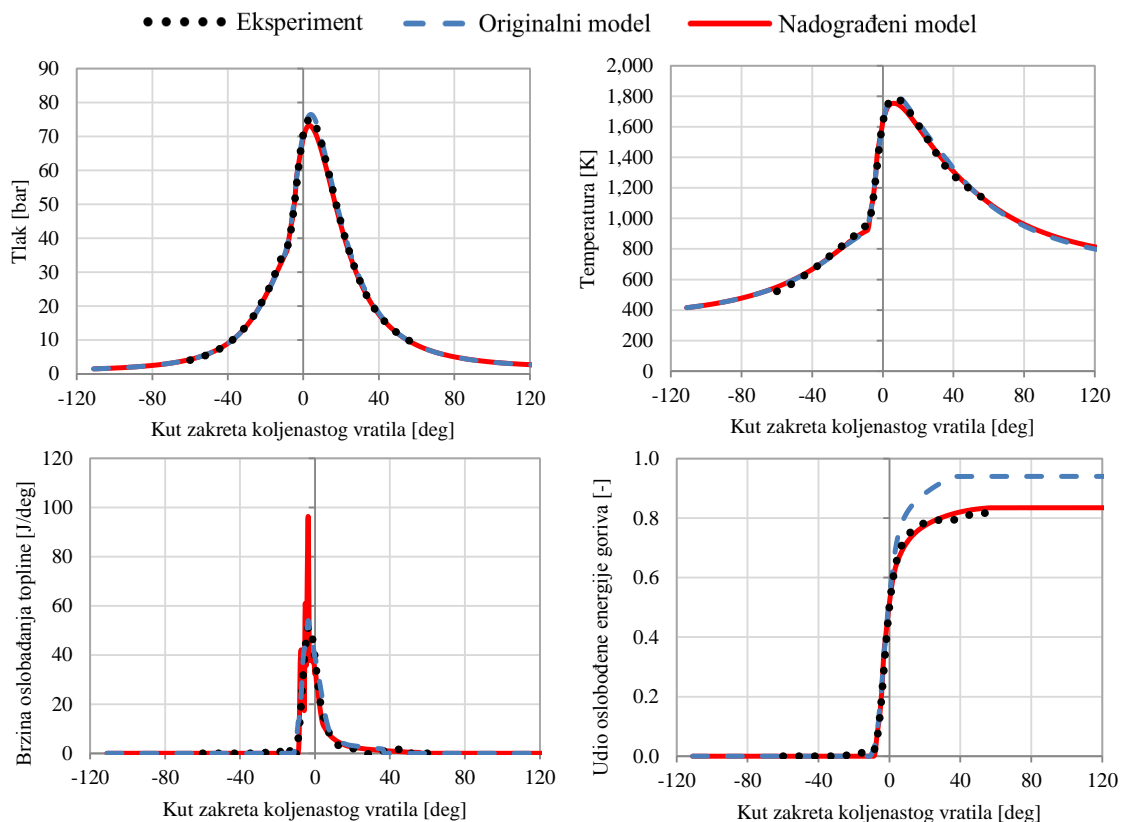 Eksperiment Originalni model Nadograđeni model
Tlak [bar]
90
80
70
60
50
40
30
20
10
0
-120 -80 -40 0 40 80 120
Kut zakreta koljenastog vratila [deg]
Temperatura [K]
2,000
1,800
1,600
1,400
1,200
1,000
800
600
400
200
0
-120 -80 -40 0 40 80 120
Kut zakreta koljenastog vratila [deg]
Brzina oslobađanja topline [J/deg]
120
100
80
60
40
20
0
-120 -80 -40 0 40 80 120
Kut zakreta koljenastog vratila [deg]
Udio oslobođene energije goriva [-]
1.0
0.8
0.6
0.4
0.2
0.0
-120 -80 -40 0 40 80 120
Kut zakreta koljenastog vratila [deg]